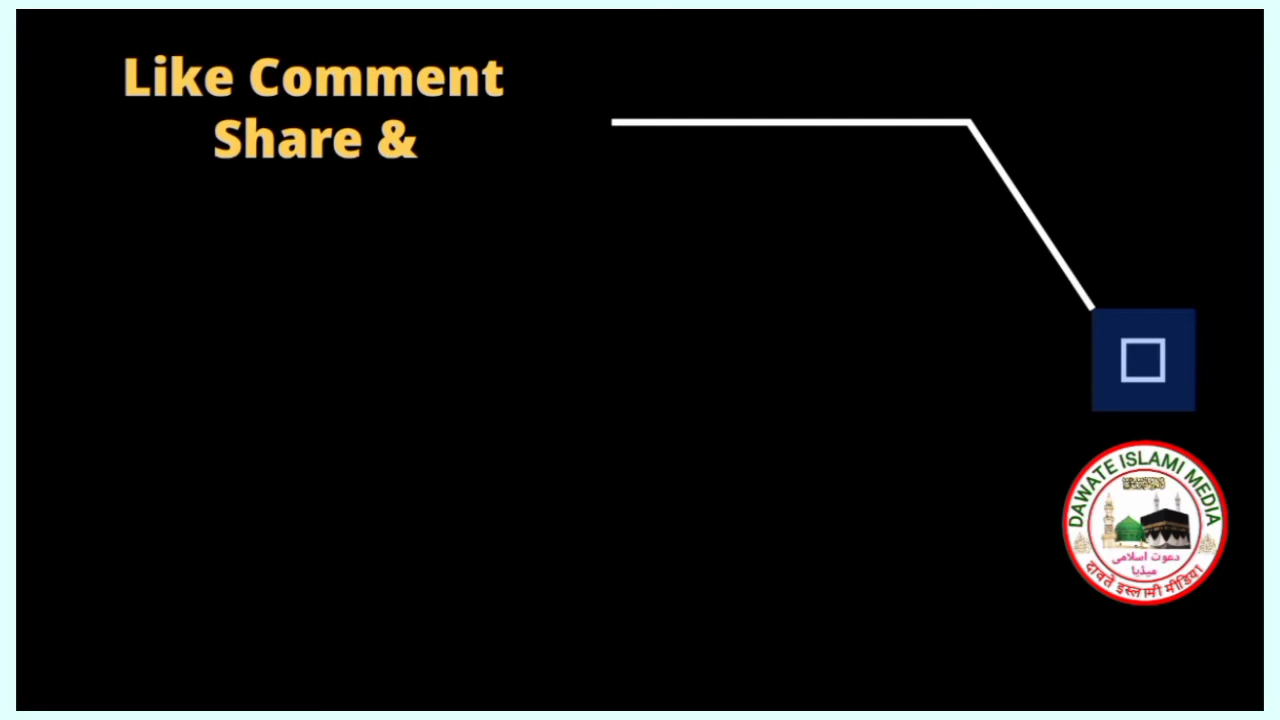 Like Comment
Share &
DAWATE ISLAMI MEDIA
دعوت اسلامی
میڈیا
दावते इस्लामी मीडिया